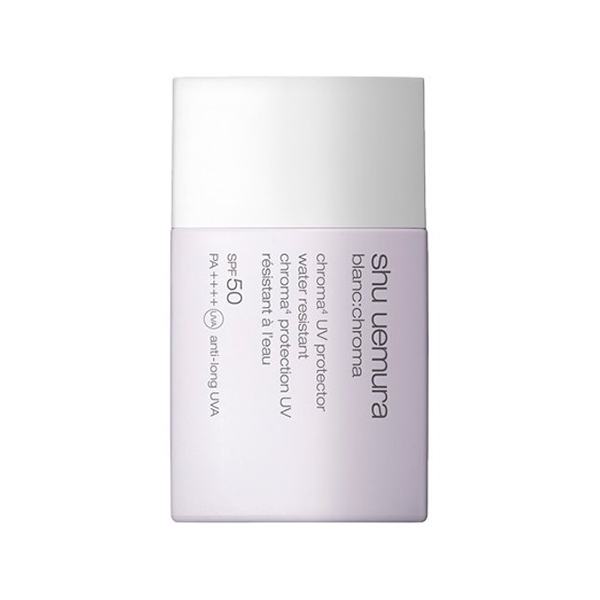 shu uemura
blanc:chroma
chroma⁴ UV protector
water resistant
chroma⁴ protection UV
résistant à l'eau
SPF50
PA++++ UVA anti-long UVA